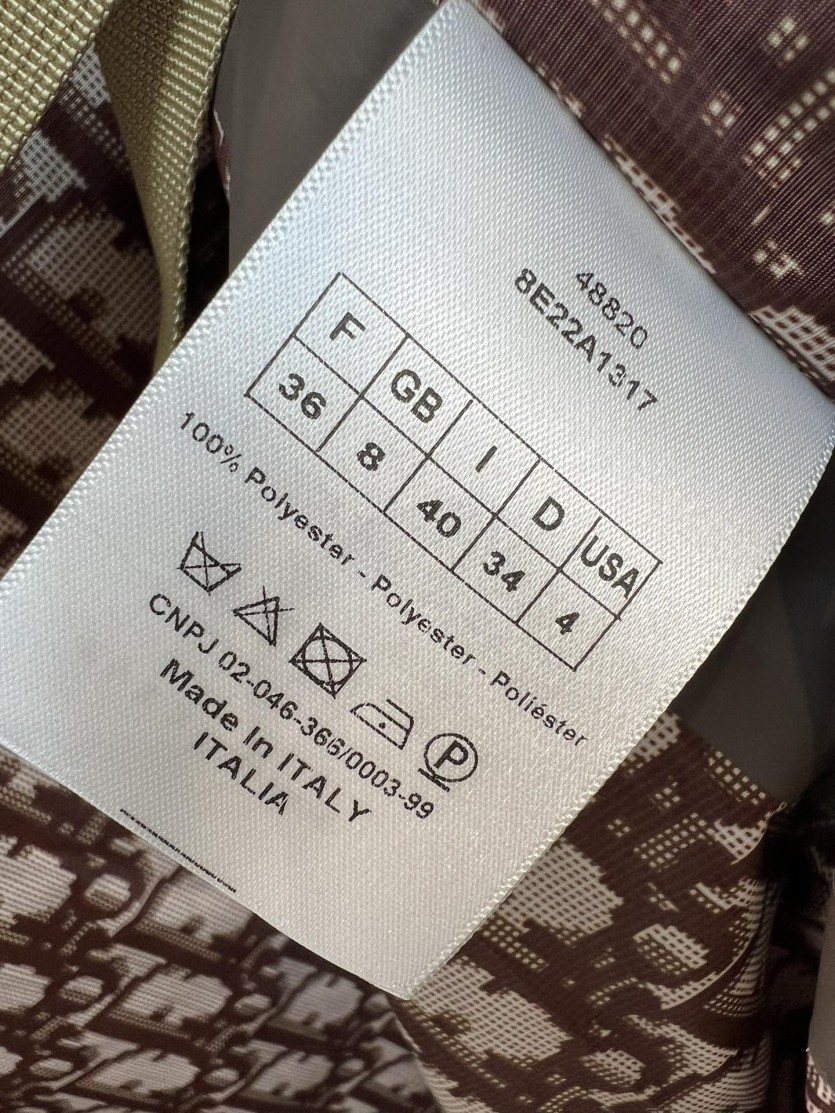 48820
8E22A1317
F GB I D USA
36 8 40 34 4
100% Polyester - Polyester - Poliéster
P
CNPJ 02-046-366/0003-99
Made In ITALY
ITALIA